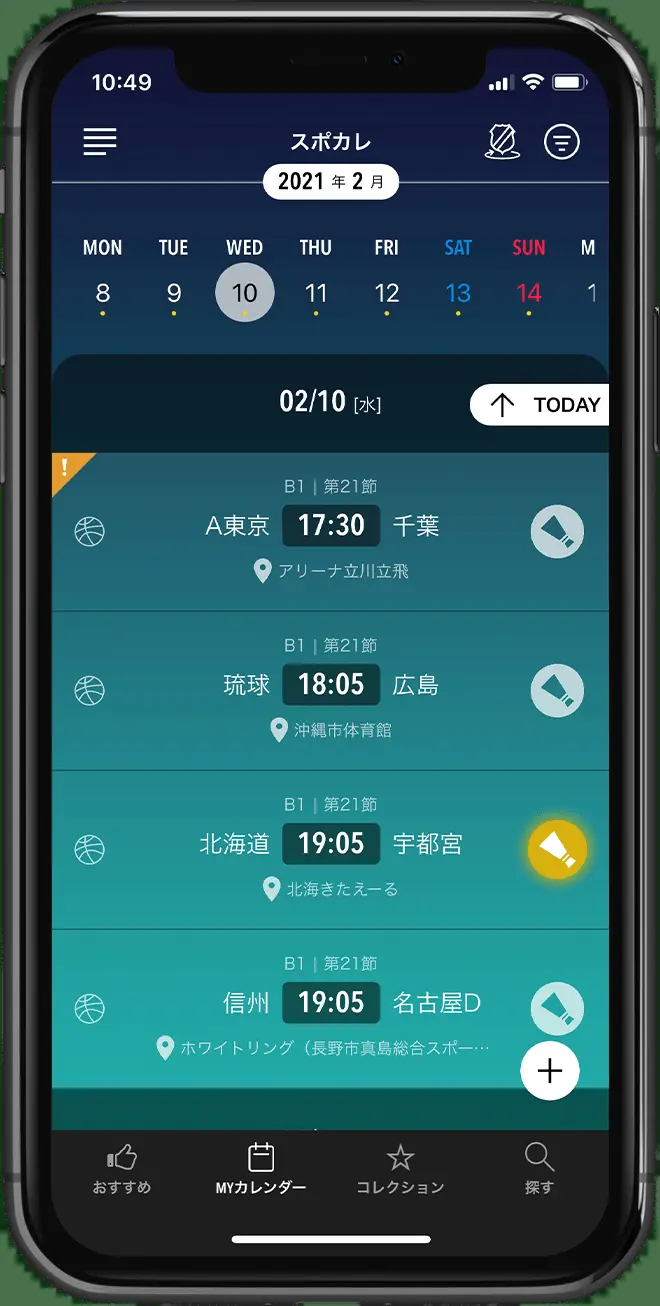 10:49
スポカレ
2021 年 2 月
MON TUE WED THU FRI SAT SUN M
8 9 10 11 12 13 14 1
02/10 [水]
↑ TODAY
!
B1 | 第21節
A東京 17:30 千葉
アリーナ立川立飛
B1 | 第21節
琉球 18:05 広島
沖縄市体育館
B1 | 第21節
北海道 19:05 宇都宮
北海きたえーる
B1 | 第21節
信州 19:05 名古屋D
ホワイトリング（長野市真島総合スポー…
+
おすすめ MYカレンダー コレクション 探す